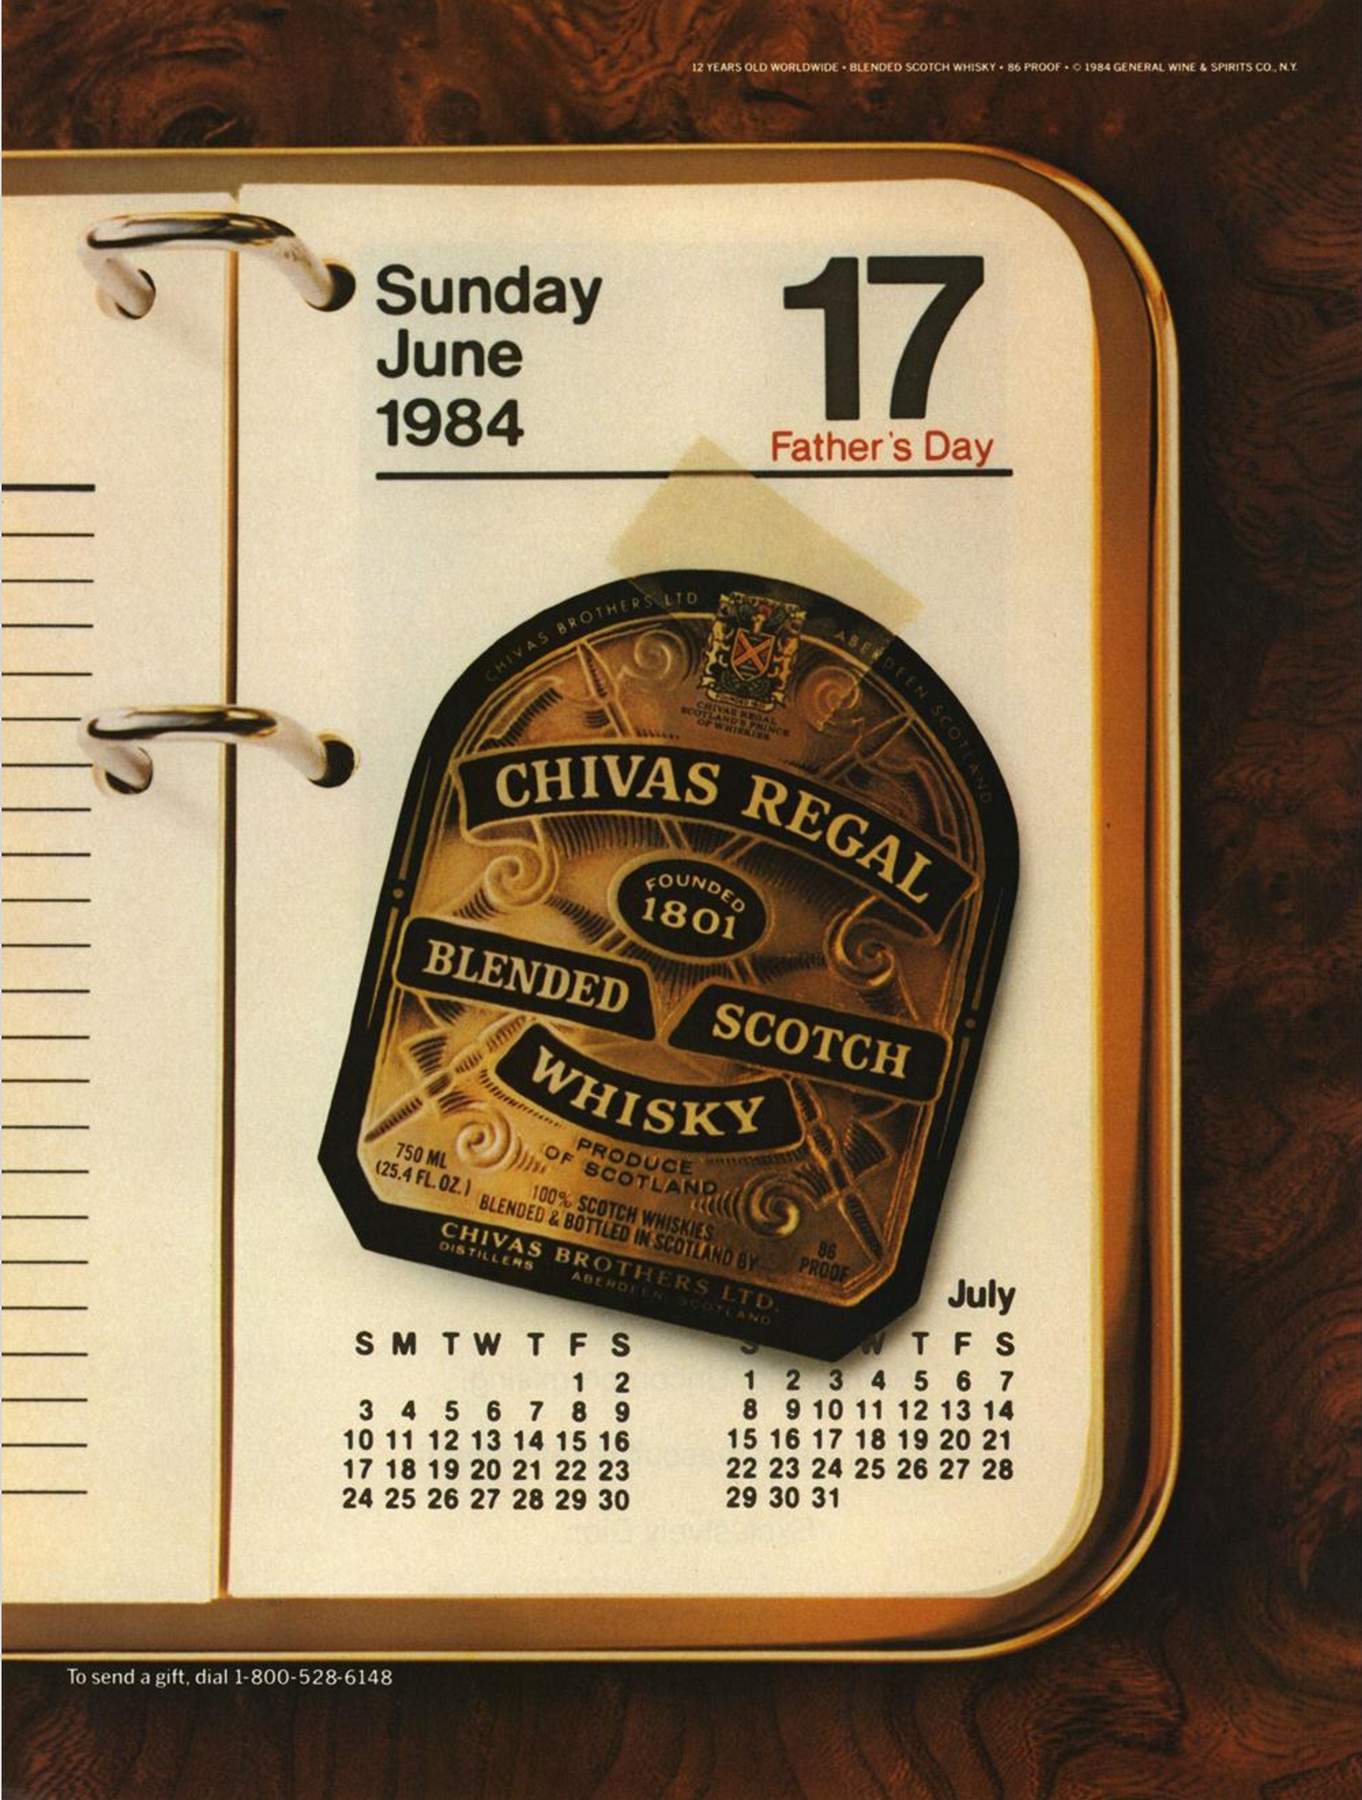 12 YEARS OLD WORLDWIDE • BLENDED SCOTCH WHISKY • 86 PROOF • © 1984 GENERAL WINE & SPIRITS CO., N.Y.
Sunday
June
1984
17
Father's Day
CHIVAS BROTHERS LTD
ABERDEEN SCOTLAND
CHIVAS REGAL
SCOTLAND'S PRINCE
OF WHISKIES
CHIVAS REGAL
FOUNDED
1801
BLENDED
SCOTCH
WHISKY
PRODUCE
OF SCOTLAND
750 ML
(25.4 FL. OZ.)
100% SCOTCH WHISKIES
BLENDED & BOTTLED IN SCOTLAND BY
86
PROOF
CHIVAS BROTHERS LTD.
DISTILLERS ABERDEEN, SCOTLAND
S M T W T F S
1 2
3 4 5 6 7 8 9
10 11 12 13 14 15 16
17 18 19 20 21 22 23
24 25 26 27 28 29 30
July
S W T F S
1 2 3 4 5 6 7
8 9 10 11 12 13 14
15 16 17 18 19 20 21
22 23 24 25 26 27 28
29 30 31
To send a gift, dial 1-800-528-6148